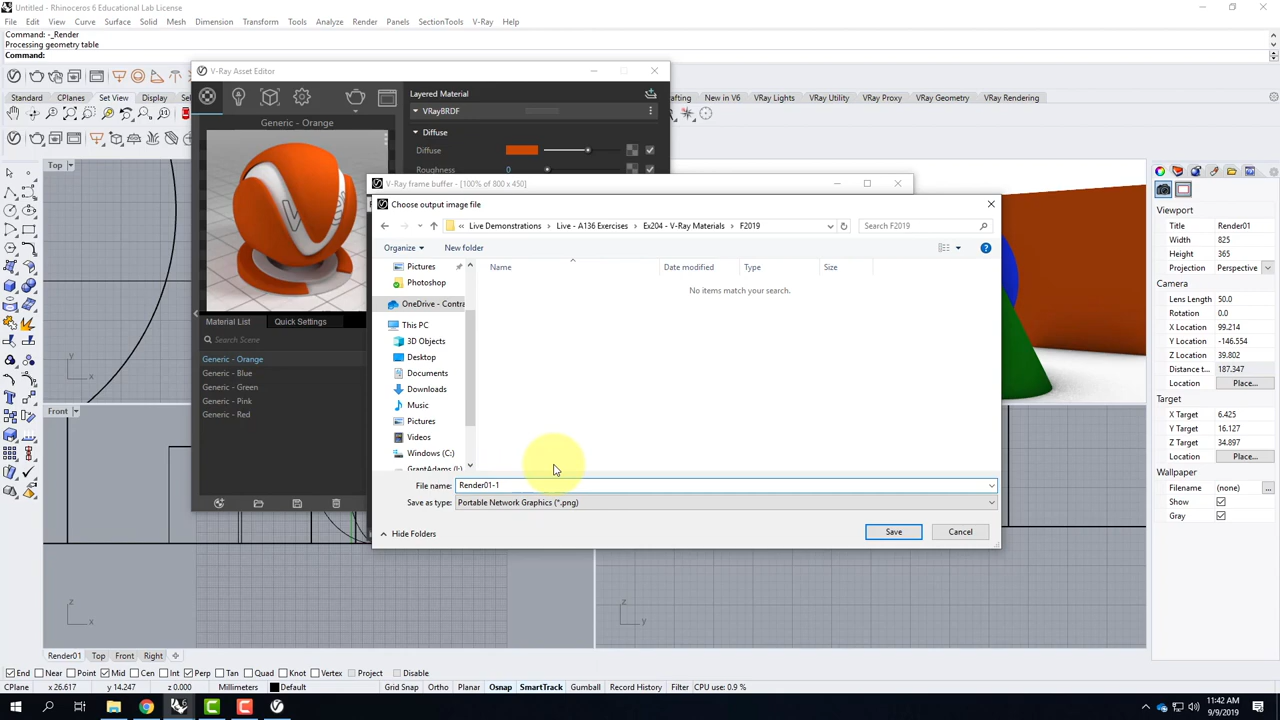 Untitled - Rhinoceros 6 Educational Lab License
File Edit View Curve Surface Solid Mesh Dimension Transform Tools Analyze Render Panels SectionTools V-Ray Help
Command: -_Render
Processing geometry table
Command:
V-Ray Asset Editor
Standard CPlanes Set View Display
rafting New in V6 VRay Lights VRay Utility VRay Proxy VRay Geometry VRay Rendering
Generic - Orange
Layered Material
VRayBRDF
Diffuse
Diffuse
Roughness 0
Top
V-Ray frame buffer - [100% of 800 x 450]
Choose output image file
« Live Demonstrations › Live - A136 Exercises › Ex204 - V-Ray Materials › F2019
Search F2019
Organize New folder
Name Date modified Type Size
No items match your search.
Pictures
Photoshop
OneDrive - Contra
This PC
3D Objects
Desktop
Documents
Downloads
Music
Pictures
Videos
Windows (C:)
GrantAdams (I:)
File name: Render01-1
Save as type: Portable Network Graphics (*.png)
Hide Folders
Save Cancel
Material List Quick Settings
Search Scene
Generic - Orange
Generic - Blue
Generic - Green
Generic - Pink
Generic - Red
Front
Properties
Viewport
Title Render01
Width 825
Height 365
Projection Perspective
Camera
Lens Length 50.0
Rotation 0.0
X Location 99.214
Y Location -146.554
Z Location 39.802
Distance t... 187.347
Location Place...
Target
X Target 6.425
Y Target 16.127
Z Target 34.897
Location Place...
Wallpaper
Filename (none) ...
Show
Gray
y
x
z
x
z
y
Render01 Top Front Right
End Near Point Mid Cen Int Perp Tan Quad Knot Vertex Project Disable
CPlane x 26.617 y 14.247 z 0.000 Millimeters Default Grid Snap Ortho Planar Osnap SmartTrack Gumball Record History Filter CPU use: 0.9 %
11:42 AM
9/9/2019